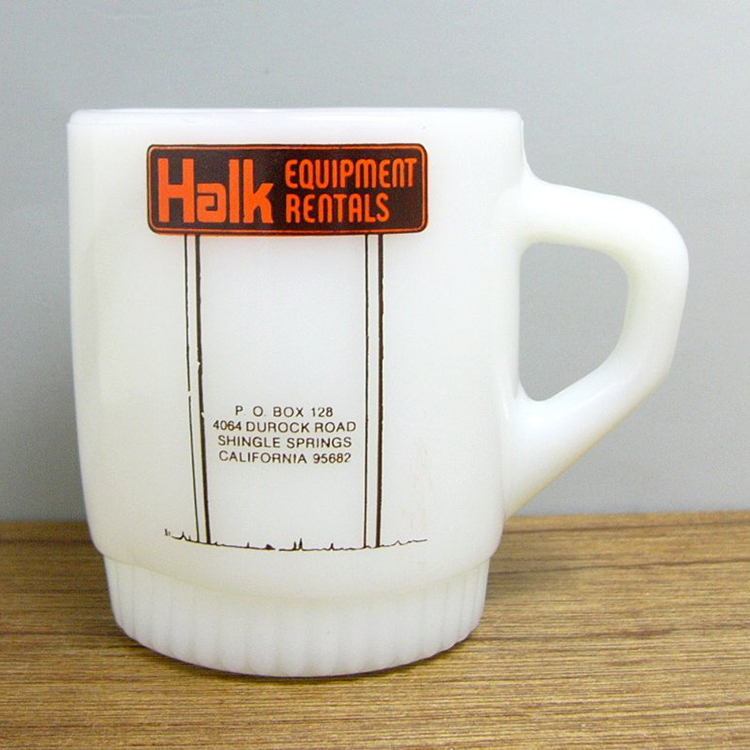 Halk EQUIPMENT
RENTALS
P. O. BOX 128
4064 DUROCK ROAD
SHINGLE SPRINGS
CALIFORNIA 95682